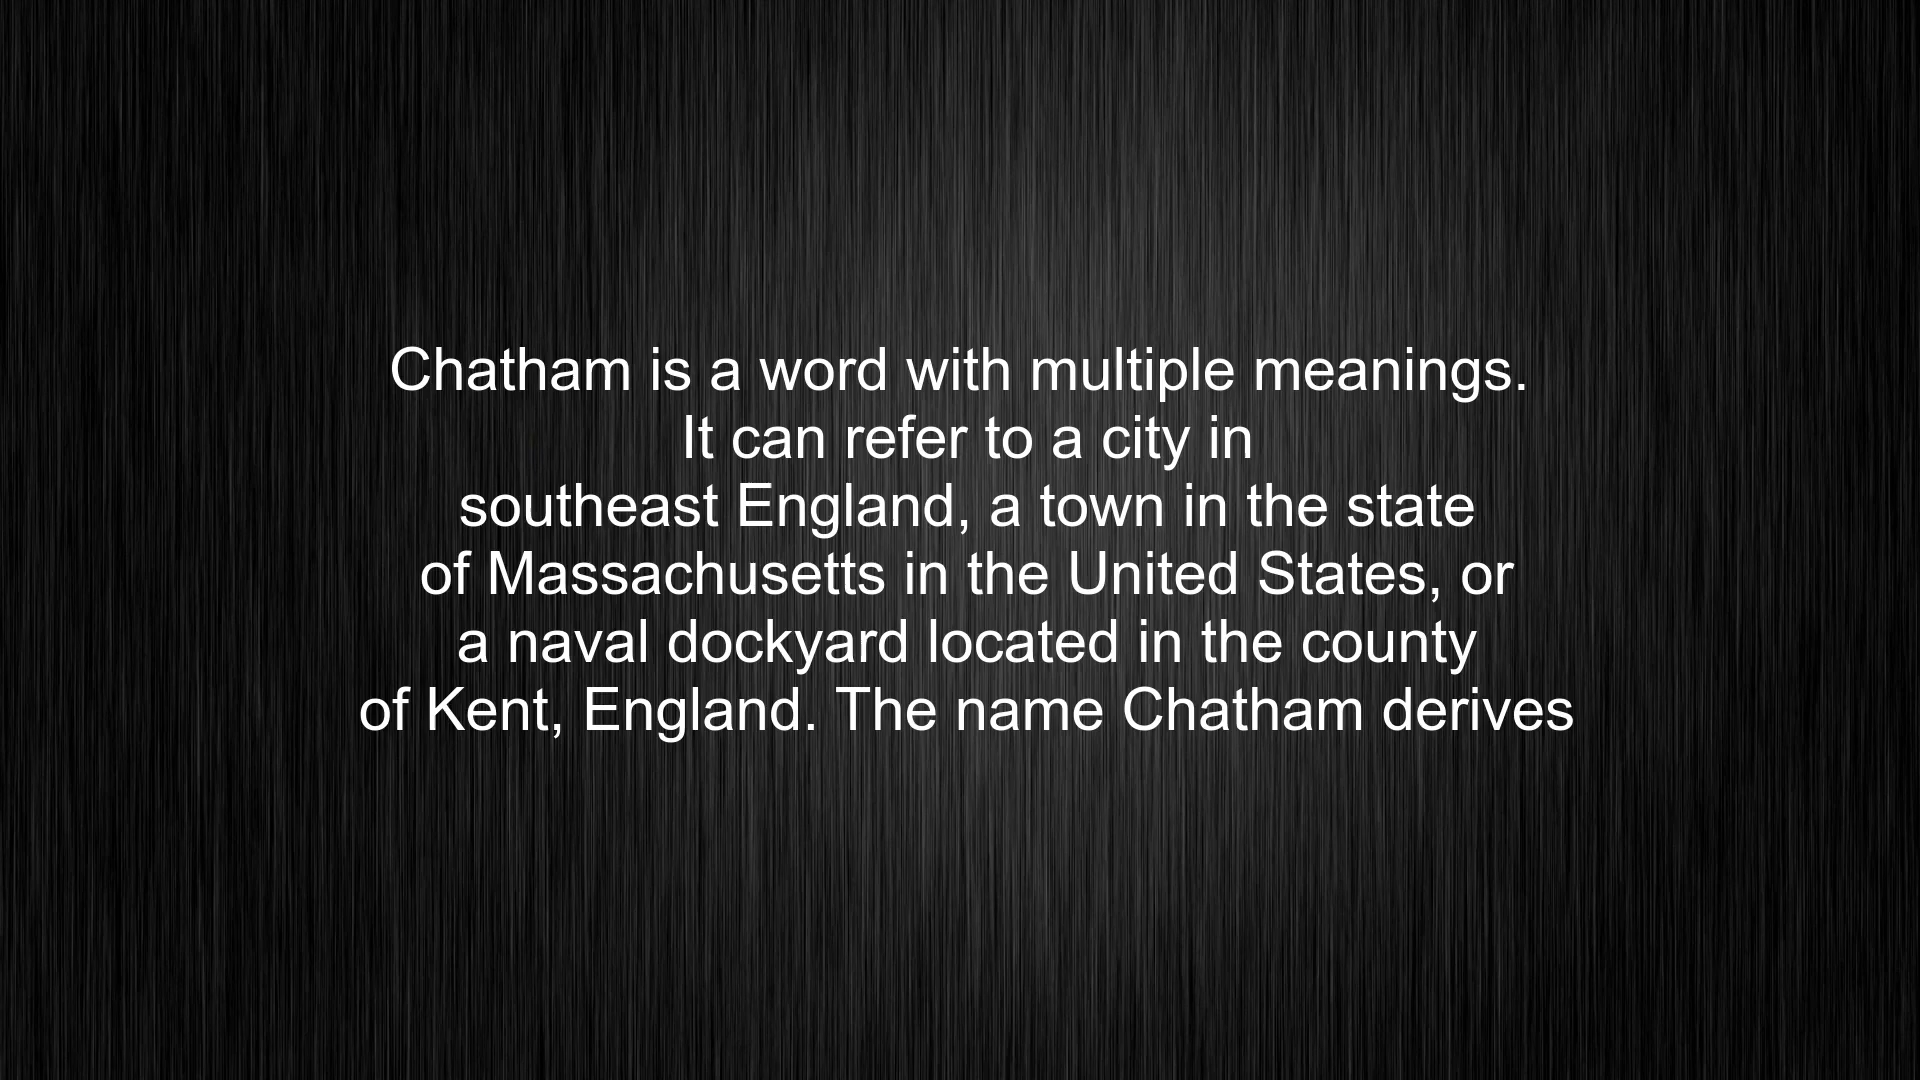 Chatham is a word with multiple meanings.
It can refer to a city in
southeast England, a town in the state
of Massachusetts in the United States, or
a naval dockyard located in the county
of Kent, England. The name Chatham derives